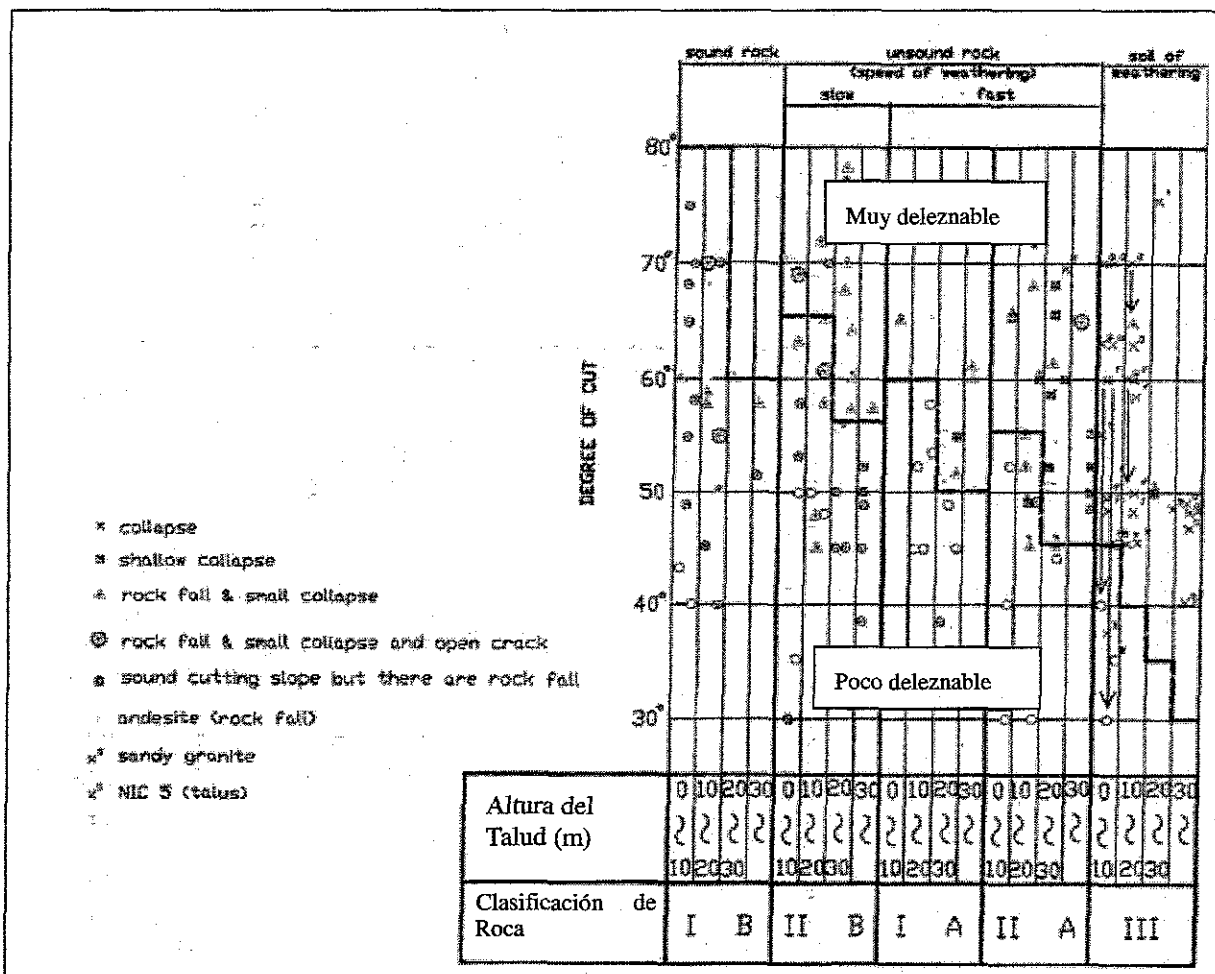 sound rock unsound rock soil of
(speed of weathering) weathering
slow fast
80°
Muy deleznable
70°
60°
DEGREE OF CUT
50
× collapse
shallow collapse
rock fall & small collapse
40°
rock fall & small collapse and open crack
sound cutting slope but there are rock fall
Poco deleznable
andesite (rock fall)
30°
sandy granite
NIC 5 (talus)
Altura del
Talud (m)
0 10 20 30 0 10 20 30 0 10 20 30 0 10 20 30 0 10 20 30
10 20 30 10 20 30 10 20 30 10 20 30 10 20 30
Clasificación de
Roca
I B II B I A II A III